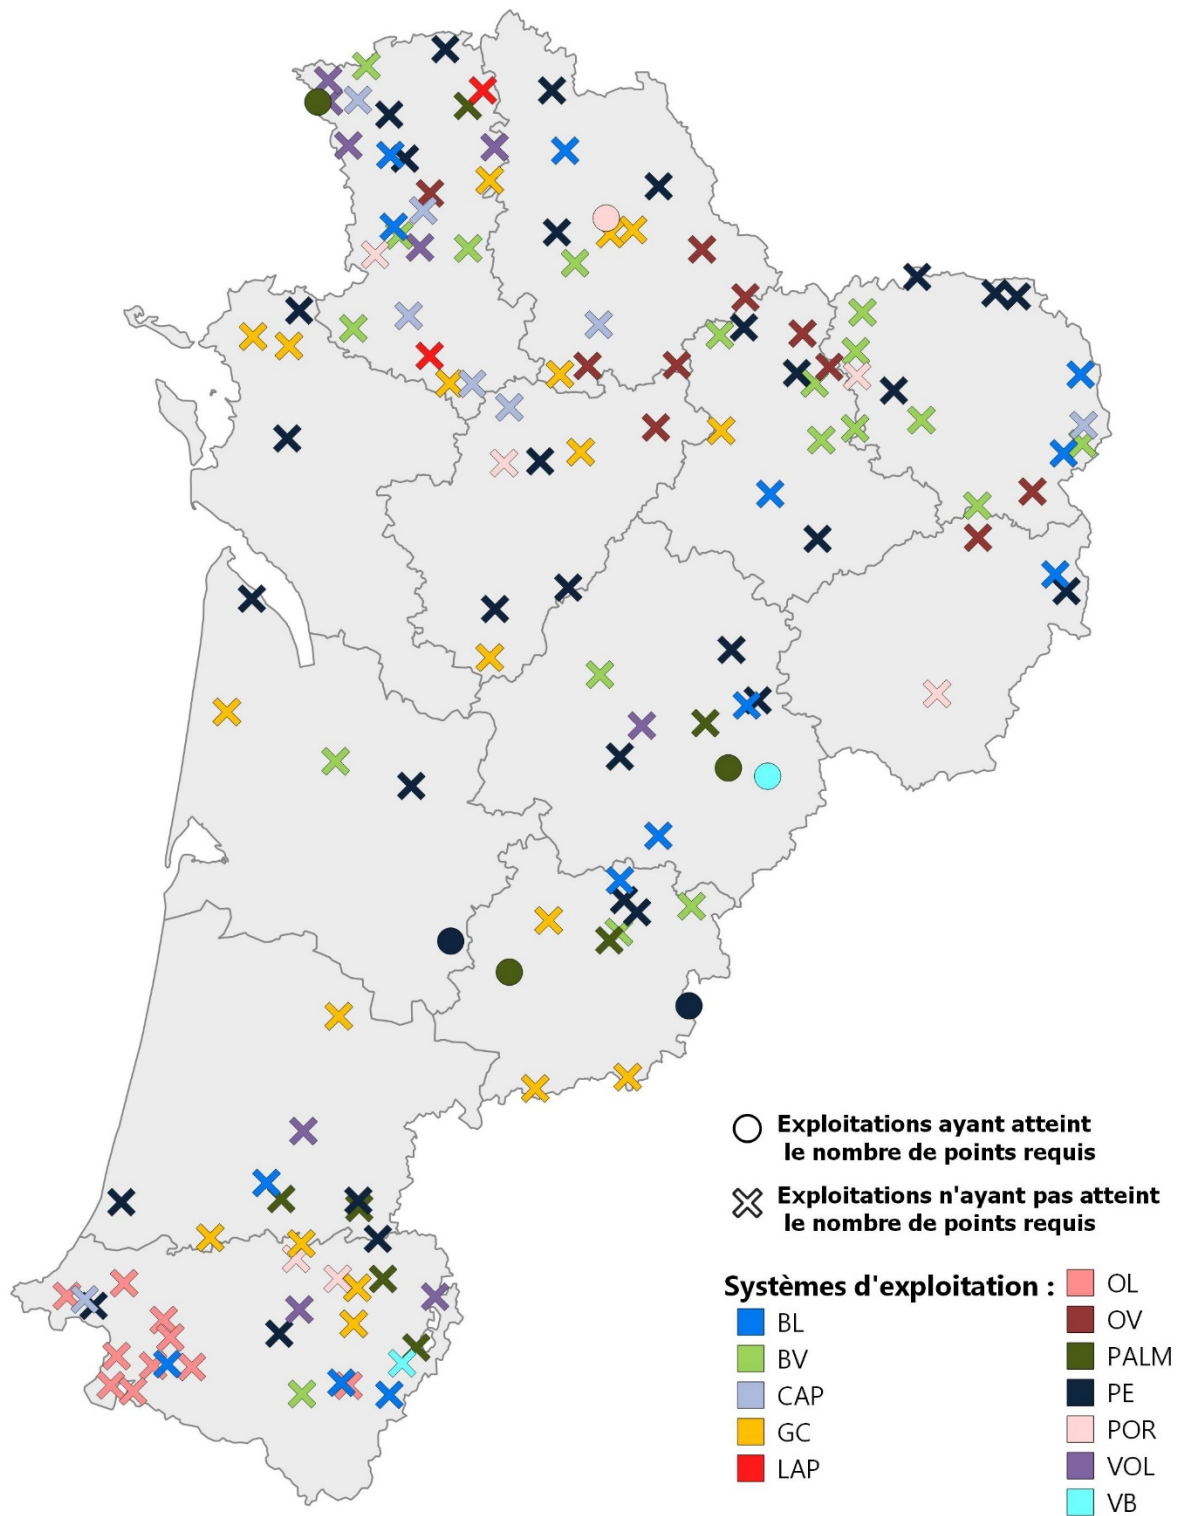 Exploitations ayant atteint
le nombre de points requis
Exploitations n'ayant pas atteint
le nombre de points requis
Systèmes d'exploitation :
BL
BV
CAP
GC
LAP
OL
OV
PALM
PE
POR
VOL
VB